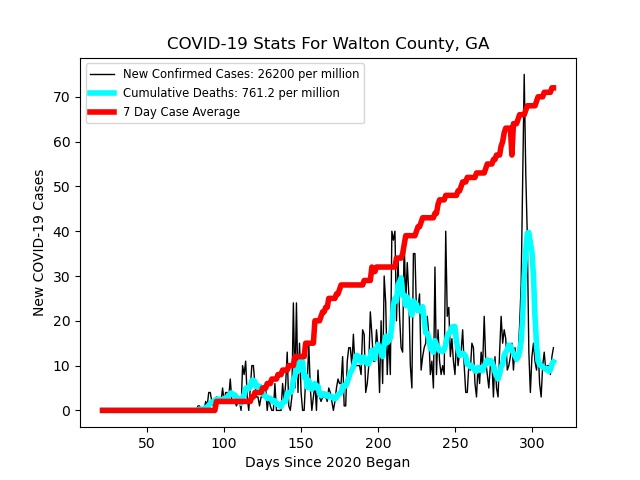 COVID-19 Stats For Walton County, GA
New Confirmed Cases: 26200 per million
Cumulative Deaths: 761.2 per million
7 Day Case Average
New COVID-19 Cases
70
60
50
40
30
20
10
0
50 100 150 200 250 300
Days Since 2020 Began